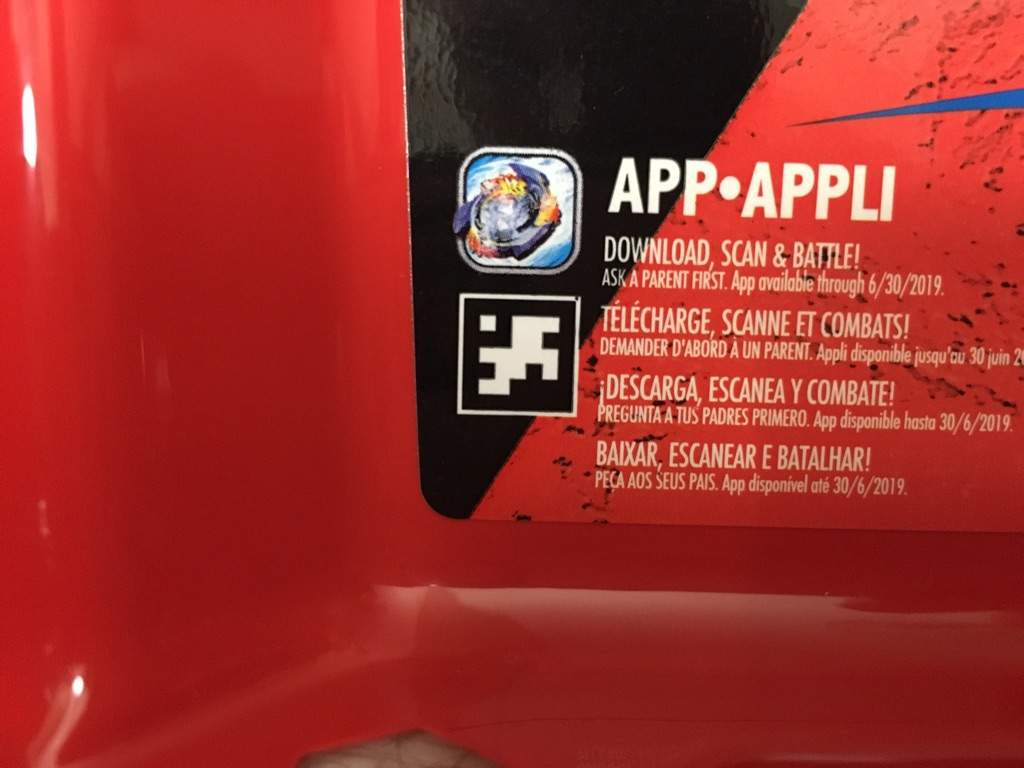 APP•APPLI
DOWNLOAD, SCAN & BATTLE!
ASK A PARENT FIRST. App available through 6/30/2019.
TÉLÉCHARGE, SCANNE ET COMBATS!
DEMANDER D'ABORD À UN PARENT. Appli disponible jusqu'au 30 juin
¡DESCARGA, ESCANEA Y COMBATE!
PREGUNTA A TUS PADRES PRIMERO. App disponible hasta 30/6/2019.
BAIXAR, ESCANEAR E BATALHAR!
PEÇA AOS SEUS PAIS. App disponível até 30/6/2019.